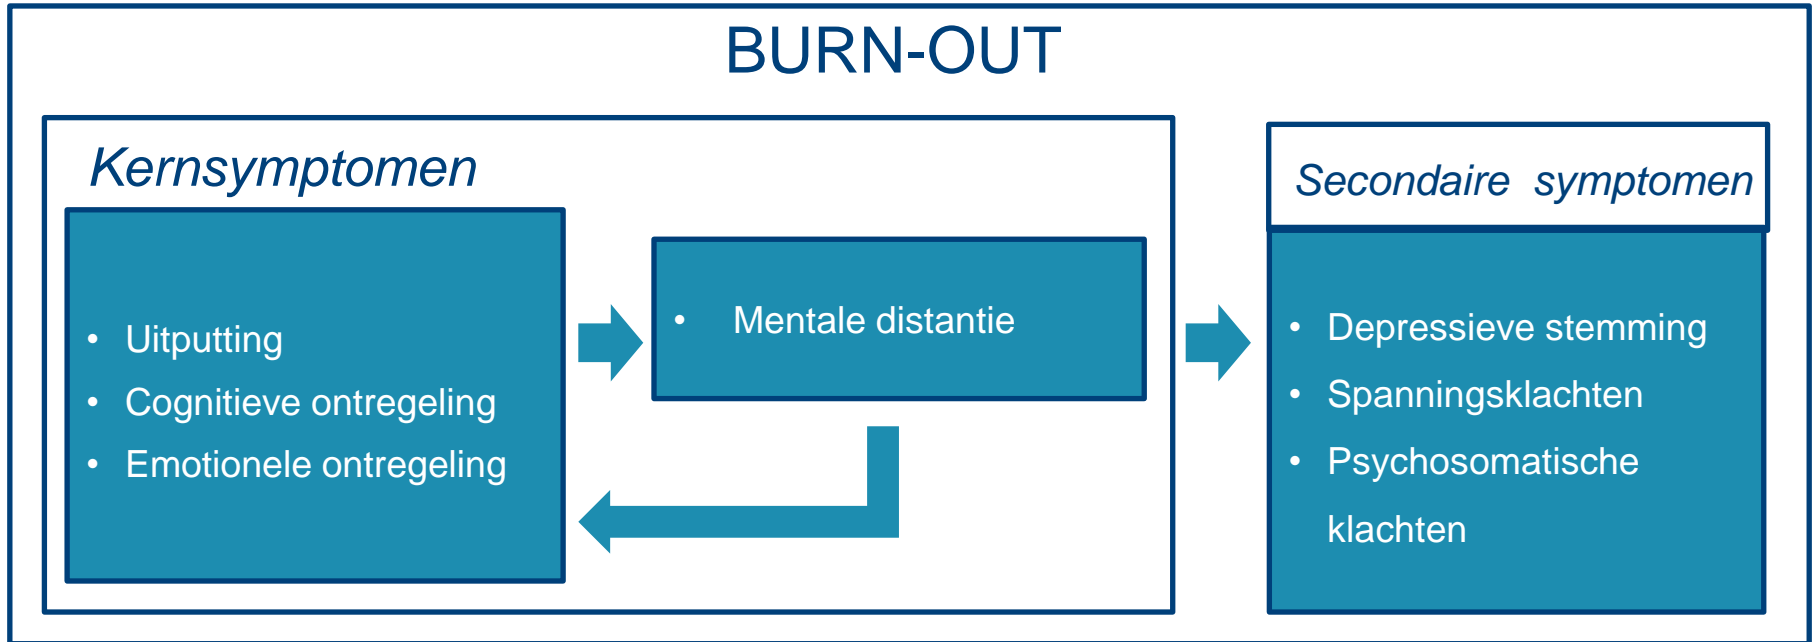 BURN-OUT
Kernsymptomen
• Uitputting
• Cognitieve ontregeling
• Emotionele ontregeling
• Mentale distantie
Secondaire symptomen
• Depressieve stemming
• Spanningsklachten
• Psychosomatische
klachten